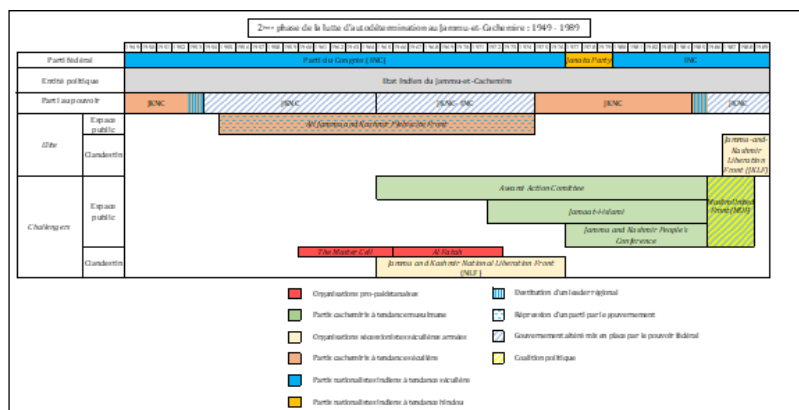 2ème phase de la lutte d'autodétermination au Jammu-et-Cachemire : 1949 - 1989
Parti fédéral
Parti du Congrès (INC)
Janata Party
INC
Entité politique
Etat Indien du Jammu-et-Cachemire
Parti au pouvoir
JKNC
JKNC
JKNC - INC
JKNC
JKNC
Elite
Espace
public
All Jammu and Kashmir Plebiscite Front
Clandestin
Jammu-and-
Kashmir
Liberation
Front (JKLF)
Challengers
Espace
public
Awami Action Comittee
Jamaat-i-islami
Jammu and Kashmir People's
Conference
Muslim United
Front (MUF)
Clandestin
The Master Cell
Al Fatah
Jammu and Kashmir National Liberation Front
(NLF)
Organisations pro-pakistanaises
Partis cachemiris à tendance musulmane
Organisations sécessionnistes séculières armées
Partis cachemiris à tendance séculière
Partis nationalistes indiens à tendance séculière
Partis nationalistes indiens à tendance hindou
Destitution d'un leader régional
Répression d'un parti par le gouvernement
Gouvernement altéré mis en place par le pouvoir fédéral
Coalition politique